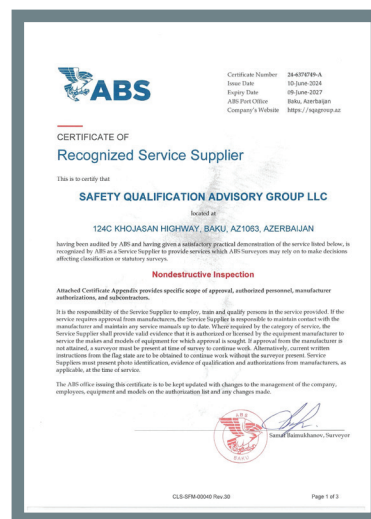 ABS
Certificate Number 24-6374749-A
Issue Date 10-June-2024
Expiry Date 09-June-2027
ABS Port Office Baku, Azerbaijan
Company's Website https://sqagroup.az
CERTIFICATE OF
Recognized Service Supplier
This is to certify that
SAFETY QUALIFICATION ADVISORY GROUP LLC
located at
124C KHOJASAN HIGHWAY, BAKU, AZ1063, AZERBAIJAN
having been audited by ABS and having given a satisfactory practical demonstration of the service listed below, is
recognized by ABS as a Service Supplier to provide services which ABS Surveyors may rely on to make decisions
affecting classification or statutory surveys.
Nondestructive Inspection
Attached Certificate Appendix provides specific scope of approval, authorized personnel, manufacturer
authorizations, and subcontractors.
It is the responsibility of the Service Supplier to employ, train and qualify persons in the service provided. If the
service requires approval from manufacturers, the Service Supplier is responsible to maintain contact with the
manufacturer and maintain any service manuals up to date. Where required by the category of service, the
Service Supplier shall provide valid evidence that it is authorized or licensed by the equipment manufacturer to
service the makes and models of equipment for which approval is sought. If approval from the manufacturer is
not attached, a surveyor must be present at time of survey to continue work. Alternatively, current written
instructions from the flag state are to be obtained to continue work without the surveyor present. Service
Suppliers must present photo identification, evidence of qualification and authorizations from manufacturers, as
applicable, at the time of service.
The ABS office issuing this certificate is to be kept updated with changes to the management of the company,
employees, equipment and models on the authorization list and any changes made.
ABS
BAKU
Samat Baimukhanov, Surveyor
CLS-SFM-00040 Rev.30
Page 1 of 3